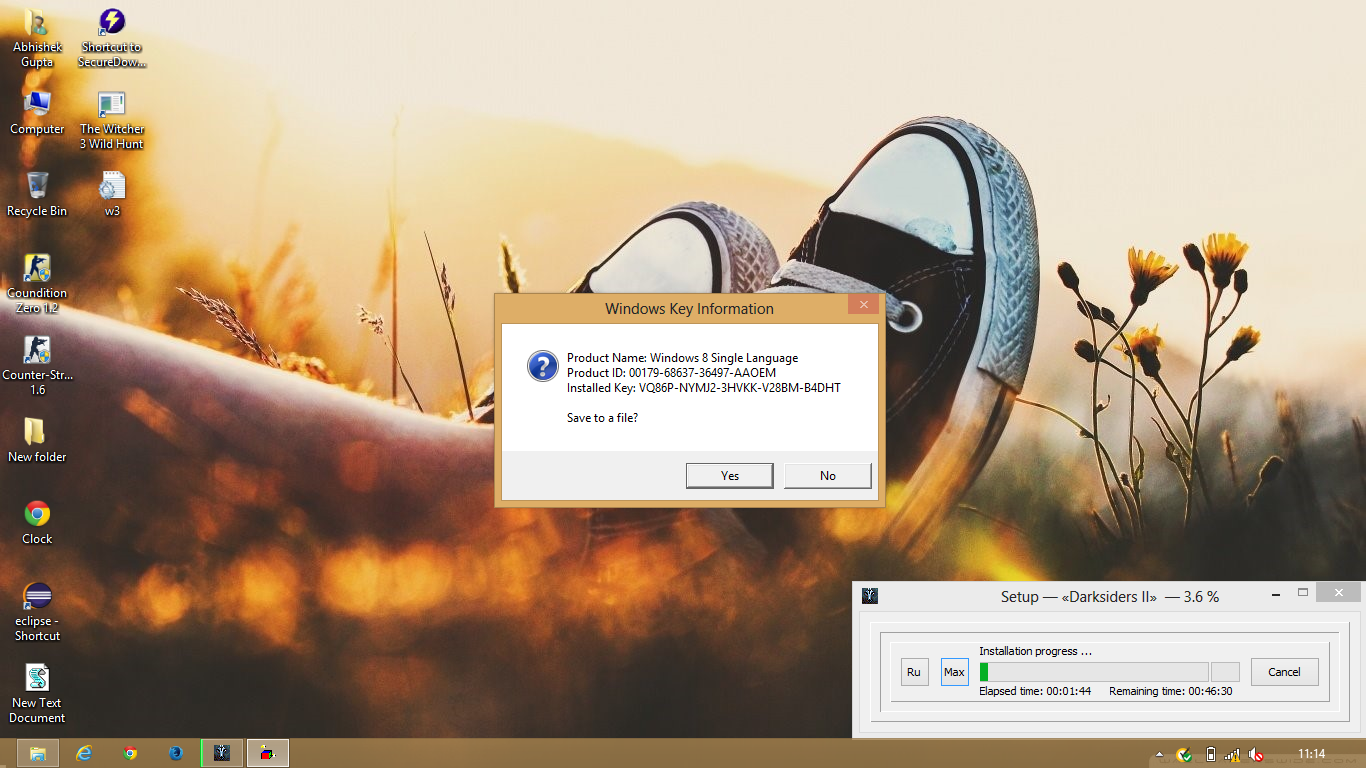 Abhishek
Gupta
Shortcut to
SecureDow...
Computer
The Witcher
3 Wild Hunt
Recycle Bin
w3
Coundition
Zero 1.2
Counter-Str...
1.6
New folder
Clock
eclipse -
Shortcut
New Text
Document
Windows Key Information
Product Name: Windows 8 Single Language
Product ID: 00179-68637-36497-AAOEM
Installed Key: VQ86P-NYMJ2-3HVKK-V28BM-B4DHT
Save to a file?
Yes
No
Setup — «Darksiders II» — 3.6 %
Installation progress ...
Ru
Max
Cancel
Elapsed time: 00:01:44
Remaining time: 00:46:30
11:14